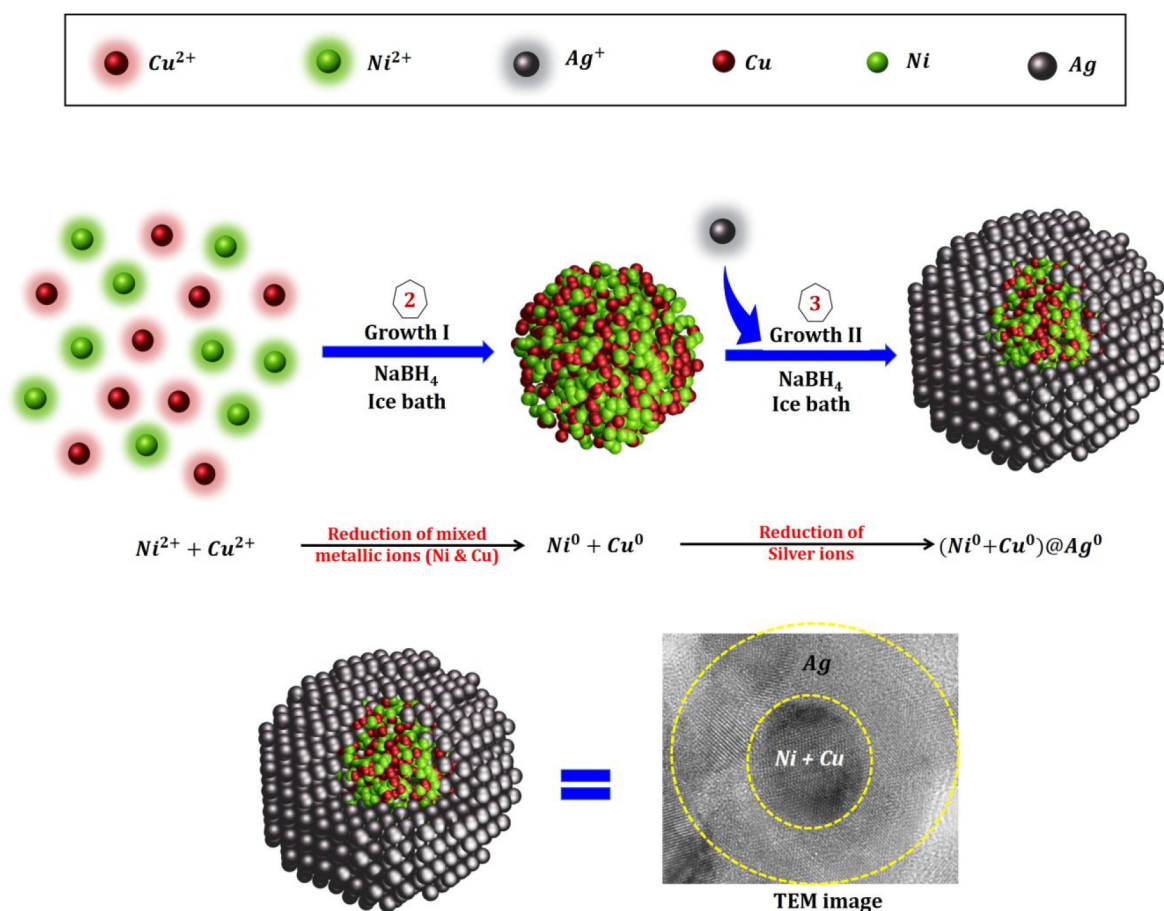 Cu²⁺ Ni²⁺ Ag⁺ Cu Ni Ag
2
Growth I
NaBH₄
Ice bath
3
Growth II
NaBH₄
Ice bath
Ni²⁺ + Cu²⁺
Reduction of mixed
metallic ions (Ni & Cu)
Ni⁰ + Cu⁰
Reduction of
Silver ions
(Ni⁰+Cu⁰)@Ag⁰
Ag
Ni + Cu
TEM image